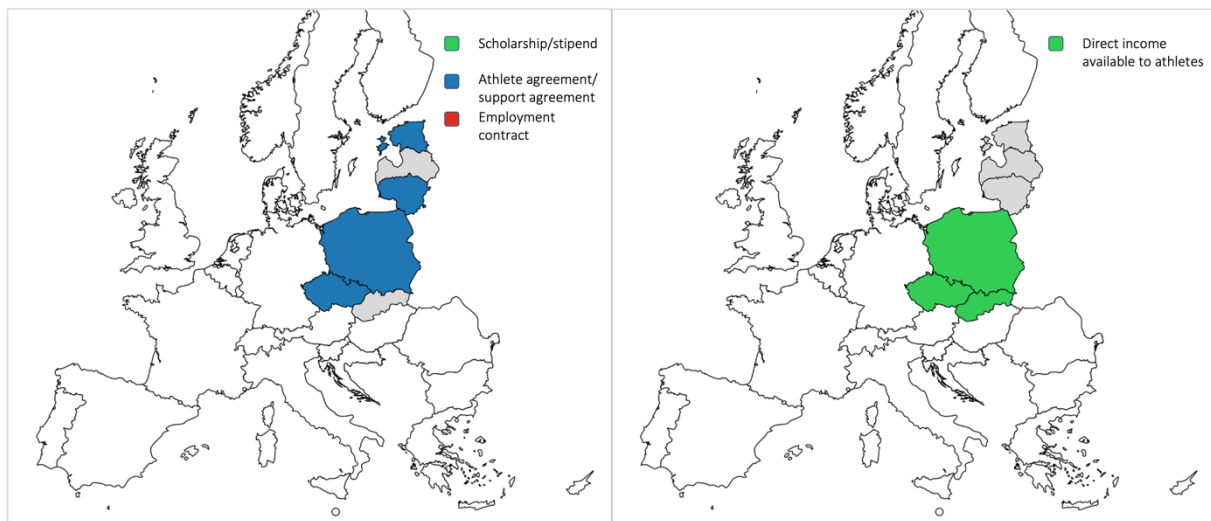 Scholarship/stipend
Athlete agreement/
support agreement
Employment
contract
Direct income
available to athletes